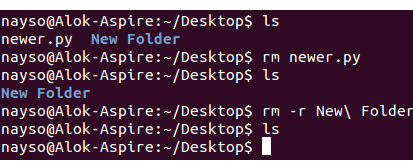 nayso@Alok-Aspire:~/Desktop$ ls
newer.py  New Folder
nayso@Alok-Aspire:~/Desktop$ rm newer.py
nayso@Alok-Aspire:~/Desktop$ ls
New Folder
nayso@Alok-Aspire:~/Desktop$ rm -r New\ Folder
nayso@Alok-Aspire:~/Desktop$ ls
nayso@Alok-Aspire:~/Desktop$